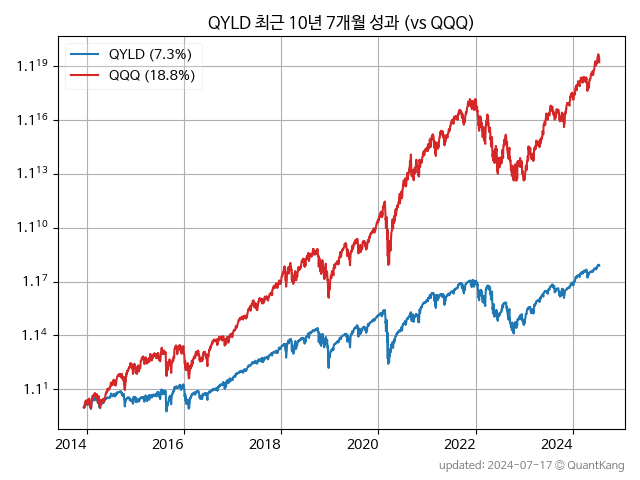 QYLD 최근 10년 7개월 성과 (vs QQQ)
QYLD (7.3%)
QQQ (18.8%)
1.1¹⁹
1.1¹⁶
1.1¹³
1.1¹⁰
1.1⁷
1.1⁴
1.1¹
2014 2016 2018 2020 2022 2024
updated: 2024-07-17 © QuantKang